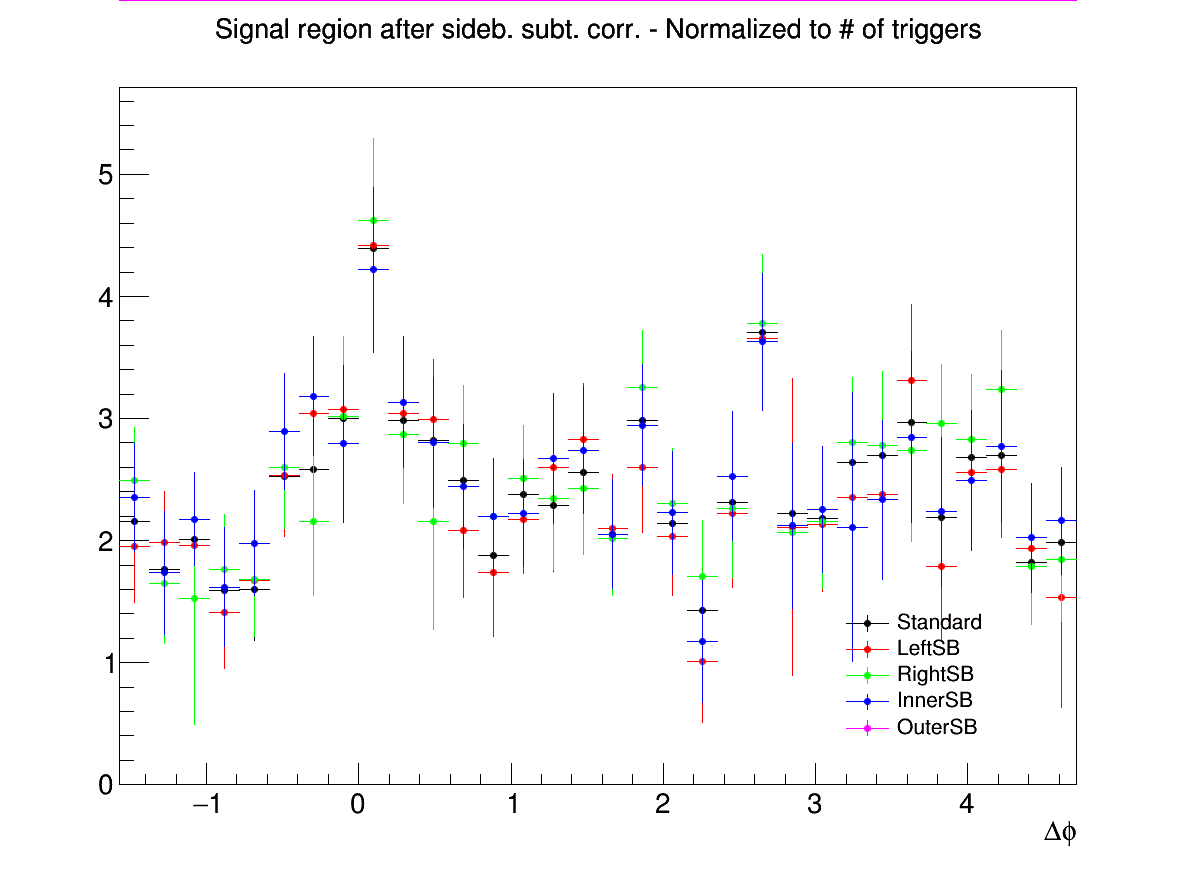 Signal region after sideb. subt. corr. - Normalized to # of triggers
5
4
3
2
1
0
Standard
LeftSB
RightSB
InnerSB
OuterSB
−1 0 1 2 3 4
Δϕ